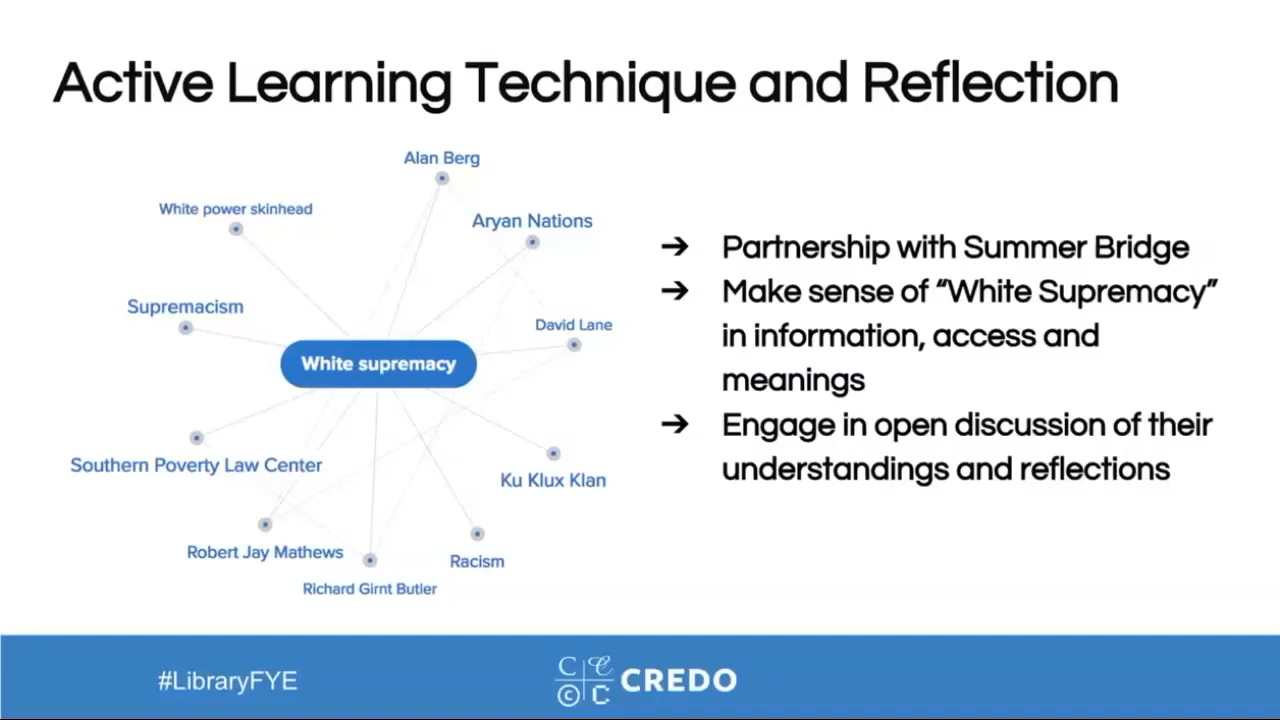 Active Learning Technique and Reflection
Alan Berg
White power skinhead
Aryan Nations
Supremacism
David Lane
White supremacy
Southern Poverty Law Center
Ku Klux Klan
Robert Jay Mathews
Racism
Richard Girnt Butler
➔ Partnership with Summer Bridge
➔ Make sense of “White Supremacy”
in information, access and
meanings
➔ Engage in open discussion of their
understandings and reflections
#LibraryFYE
CREDO